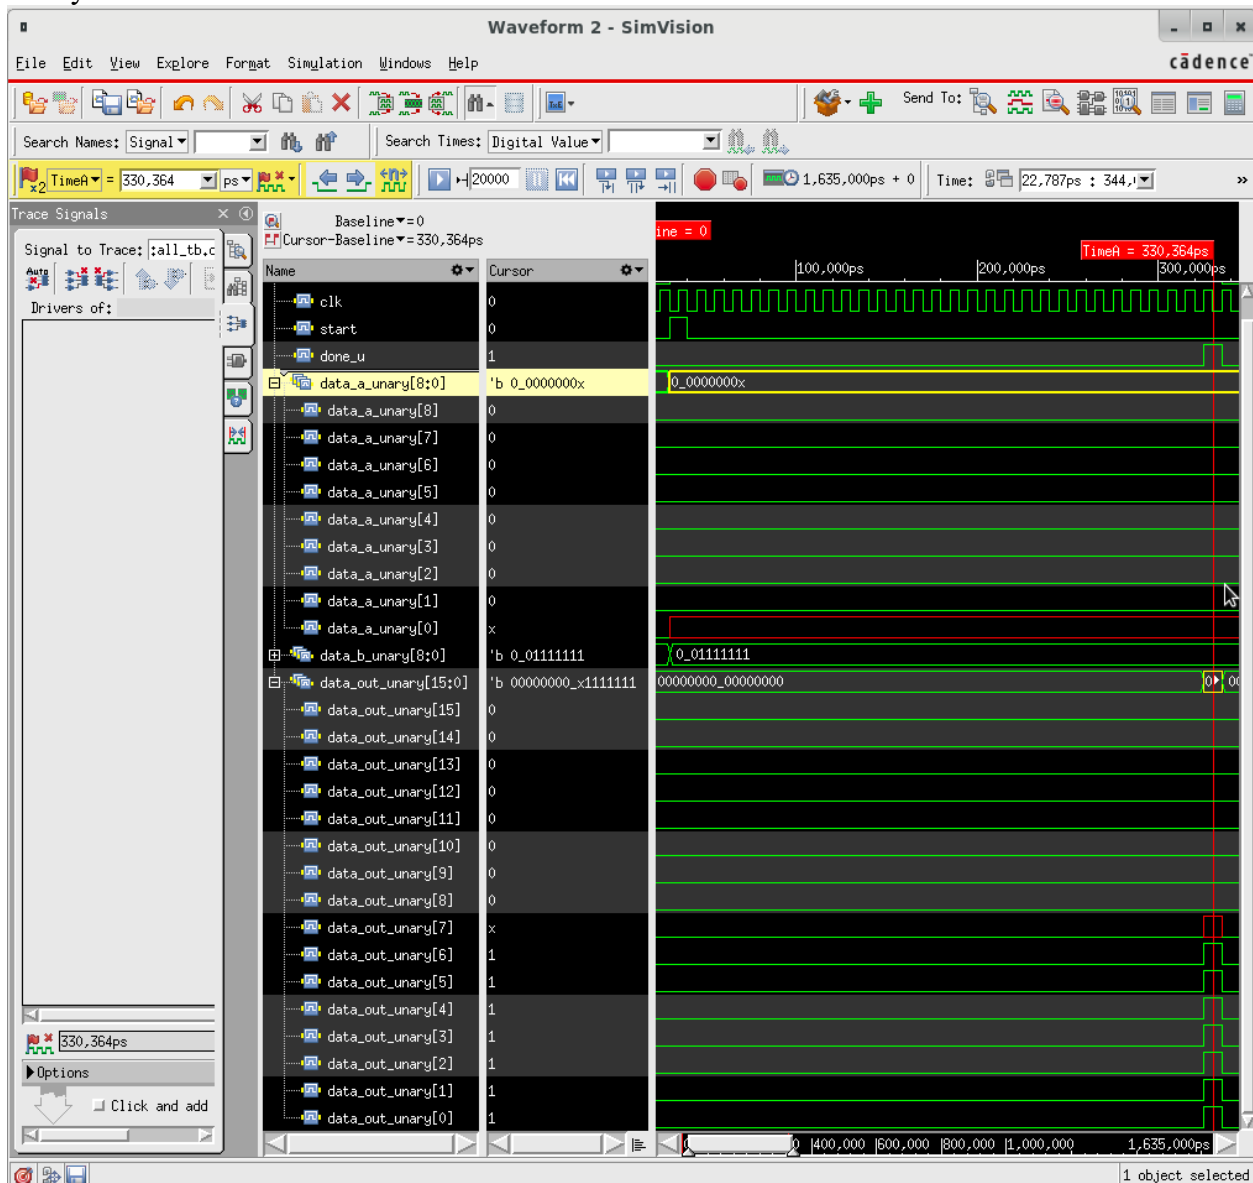 Waveform 2 - SimVision
File Edit View Explore Format Simulation Windows Help
cādence
Send To:
Search Names: Signal
Search Times: Digital Value
x2 TimeA = 330,364 ps
20000
1,635,000ps + 0
Time: 22,787ps : 344,
»
Trace Signals
Signal to Trace: :all_tb.c
Auto
Drivers of:
330,364ps
Options
Click and add
Baseline = 0
Cursor-Baseline = 330,364ps
Name Cursor
ine = 0
TimeA = 330,364ps
100,000ps 200,000ps 300,000ps
clk 0
start 0
done_u 1
data_a_unary[8:0] 'b 0_0000000x 0_0000000x
data_a_unary[8] 0
data_a_unary[7] 0
data_a_unary[6] 0
data_a_unary[5] 0
data_a_unary[4] 0
data_a_unary[3] 0
data_a_unary[2] 0
data_a_unary[1] 0
data_a_unary[0] x
data_b_unary[8:0] 'b 0_01111111 0_01111111
data_out_unary[15:0] 'b 00000000_x1111111 00000000_00000000 0 00
data_out_unary[15] 0
data_out_unary[14] 0
data_out_unary[13] 0
data_out_unary[12] 0
data_out_unary[11] 0
data_out_unary[10] 0
data_out_unary[9] 0
data_out_unary[8] 0
data_out_unary[7] x
data_out_unary[6] 1
data_out_unary[5] 1
data_out_unary[4] 1
data_out_unary[3] 1
data_out_unary[2] 1
data_out_unary[1] 1
data_out_unary[0] 1
400,000 600,000 800,000 1,000,000 1,635,000ps
1 object selected